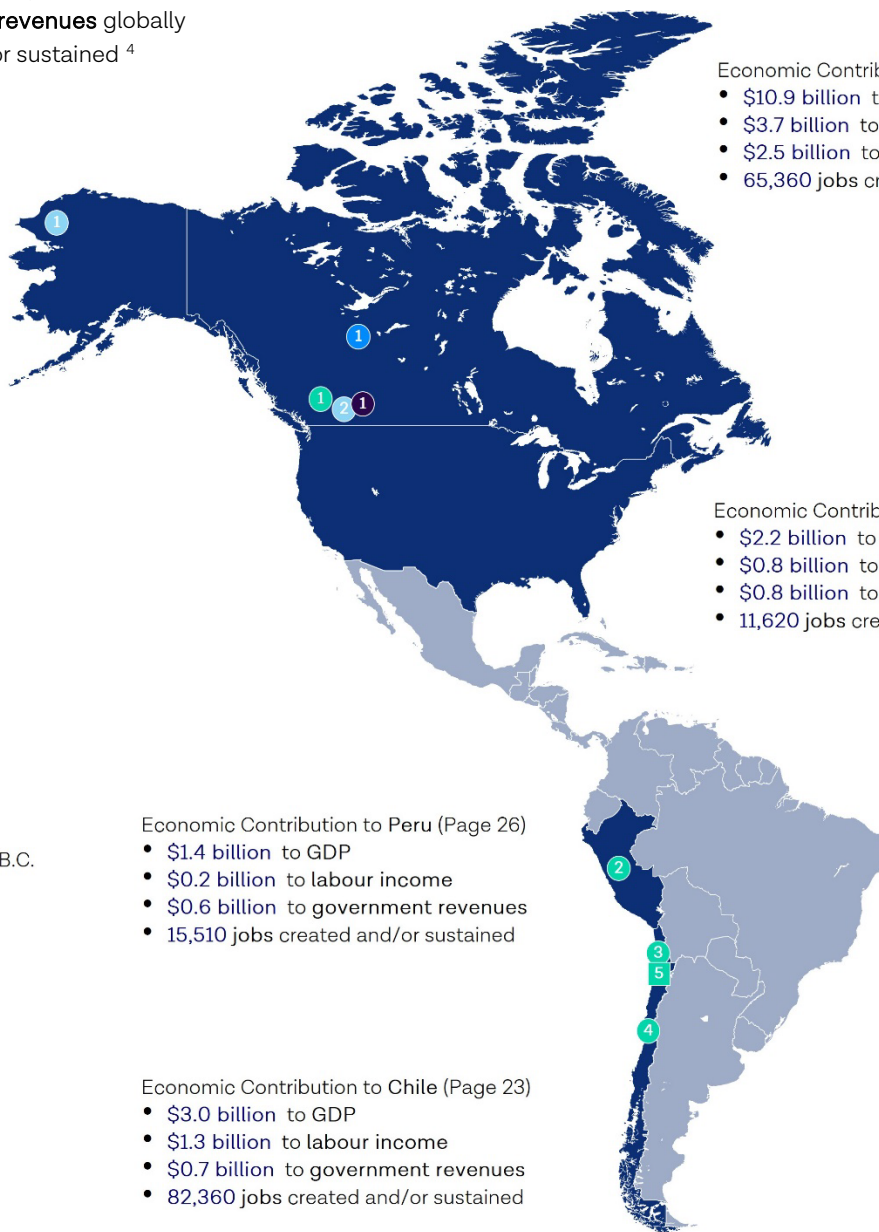 revenues globally
or sustained 4
Economic
• $10.9 billion
• $3.7 billion to
• $2.5 billion to
• 65,360 jobs
1
1
1
2
1
Economic
• $2.2 billion to
• $0.8 billion to
• $0.8 billion to
• 11,620 jobs
B.C.
Economic Contribution to Peru (Page 26)
• $1.4 billion to GDP
• $0.2 billion to labour income
• $0.6 billion to government revenues
• 15,510 jobs created and/or sustained
2
3
5
4
Economic Contribution to Chile (Page 23)
• $3.0 billion to GDP
• $1.3 billion to labour income
• $0.7 billion to government revenues
• 82,360 jobs created and/or sustained